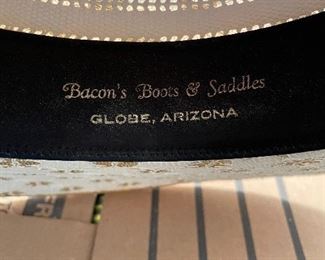 Bacon's Boots & Saddles
GLOBE, ARIZONA